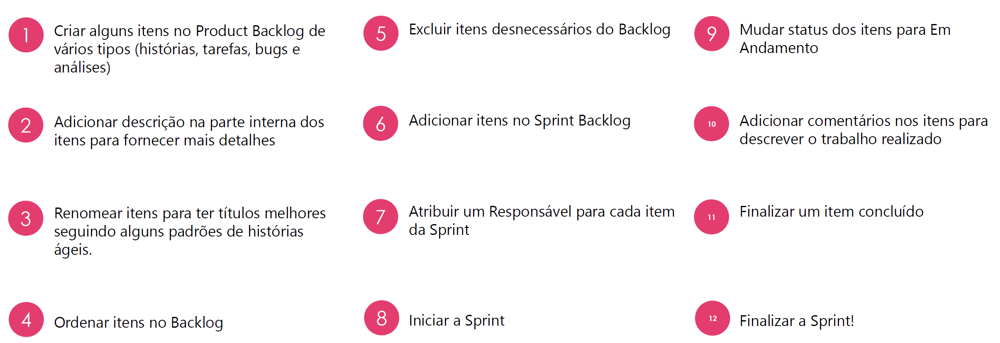 1
Criar alguns itens no Product Backlog de
vários tipos (histórias, tarefas, bugs e
análises)
2
Adicionar descrição na parte interna dos
itens para fornecer mais detalhes
3
Renomear itens para ter títulos melhores
seguindo alguns padrões de histórias
ágeis.
4
Ordenar itens no Backlog
5
Excluir itens desnecessários do Backlog
6
Adicionar itens no Sprint Backlog
7
Atribuir um Responsável para cada item
da Sprint
8
Iniciar a Sprint
9
Mudar status dos itens para Em
Andamento
10
Adicionar comentários nos itens para
descrever o trabalho realizado
11
Finalizar um item concluído
12
Finalizar a Sprint!